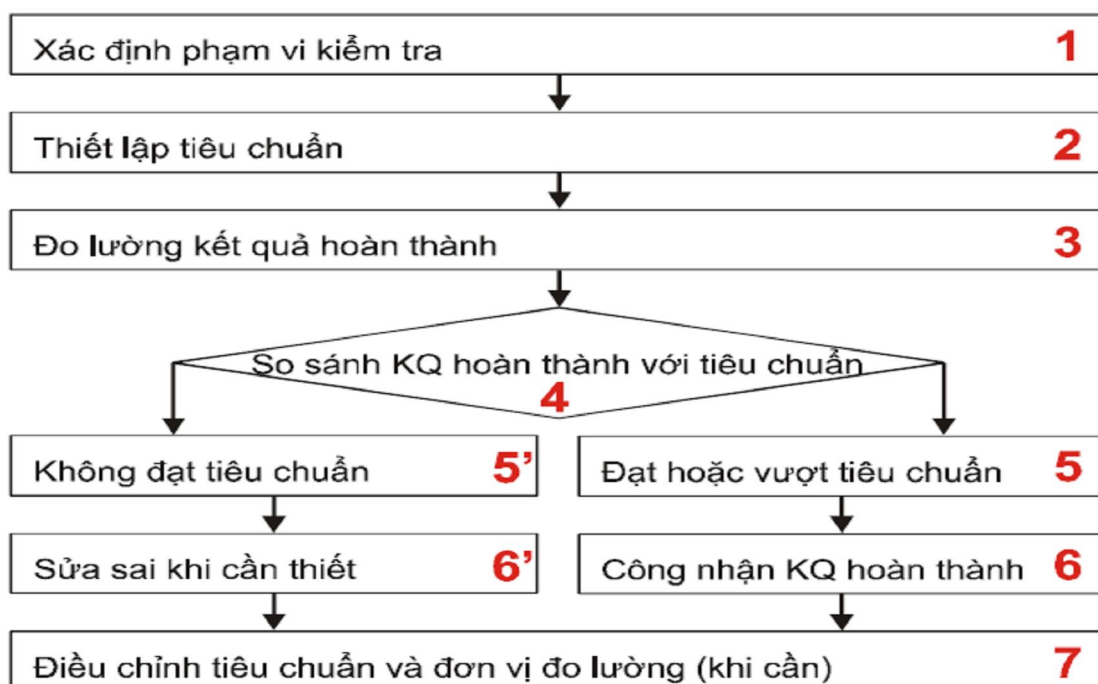 Xác định phạm vi kiểm tra 1
Thiết lập tiêu chuẩn 2
Đo lường kết quả hoàn thành 3
So sánh KQ hoàn thành với tiêu chuẩn
4
Không đạt tiêu chuẩn 5’
Đạt hoặc vượt tiêu chuẩn 5
Sửa sai khi cần thiết 6’
Công nhận KQ hoàn thành 6
Điều chỉnh tiêu chuẩn và đơn vị đo lường (khi cần) 7